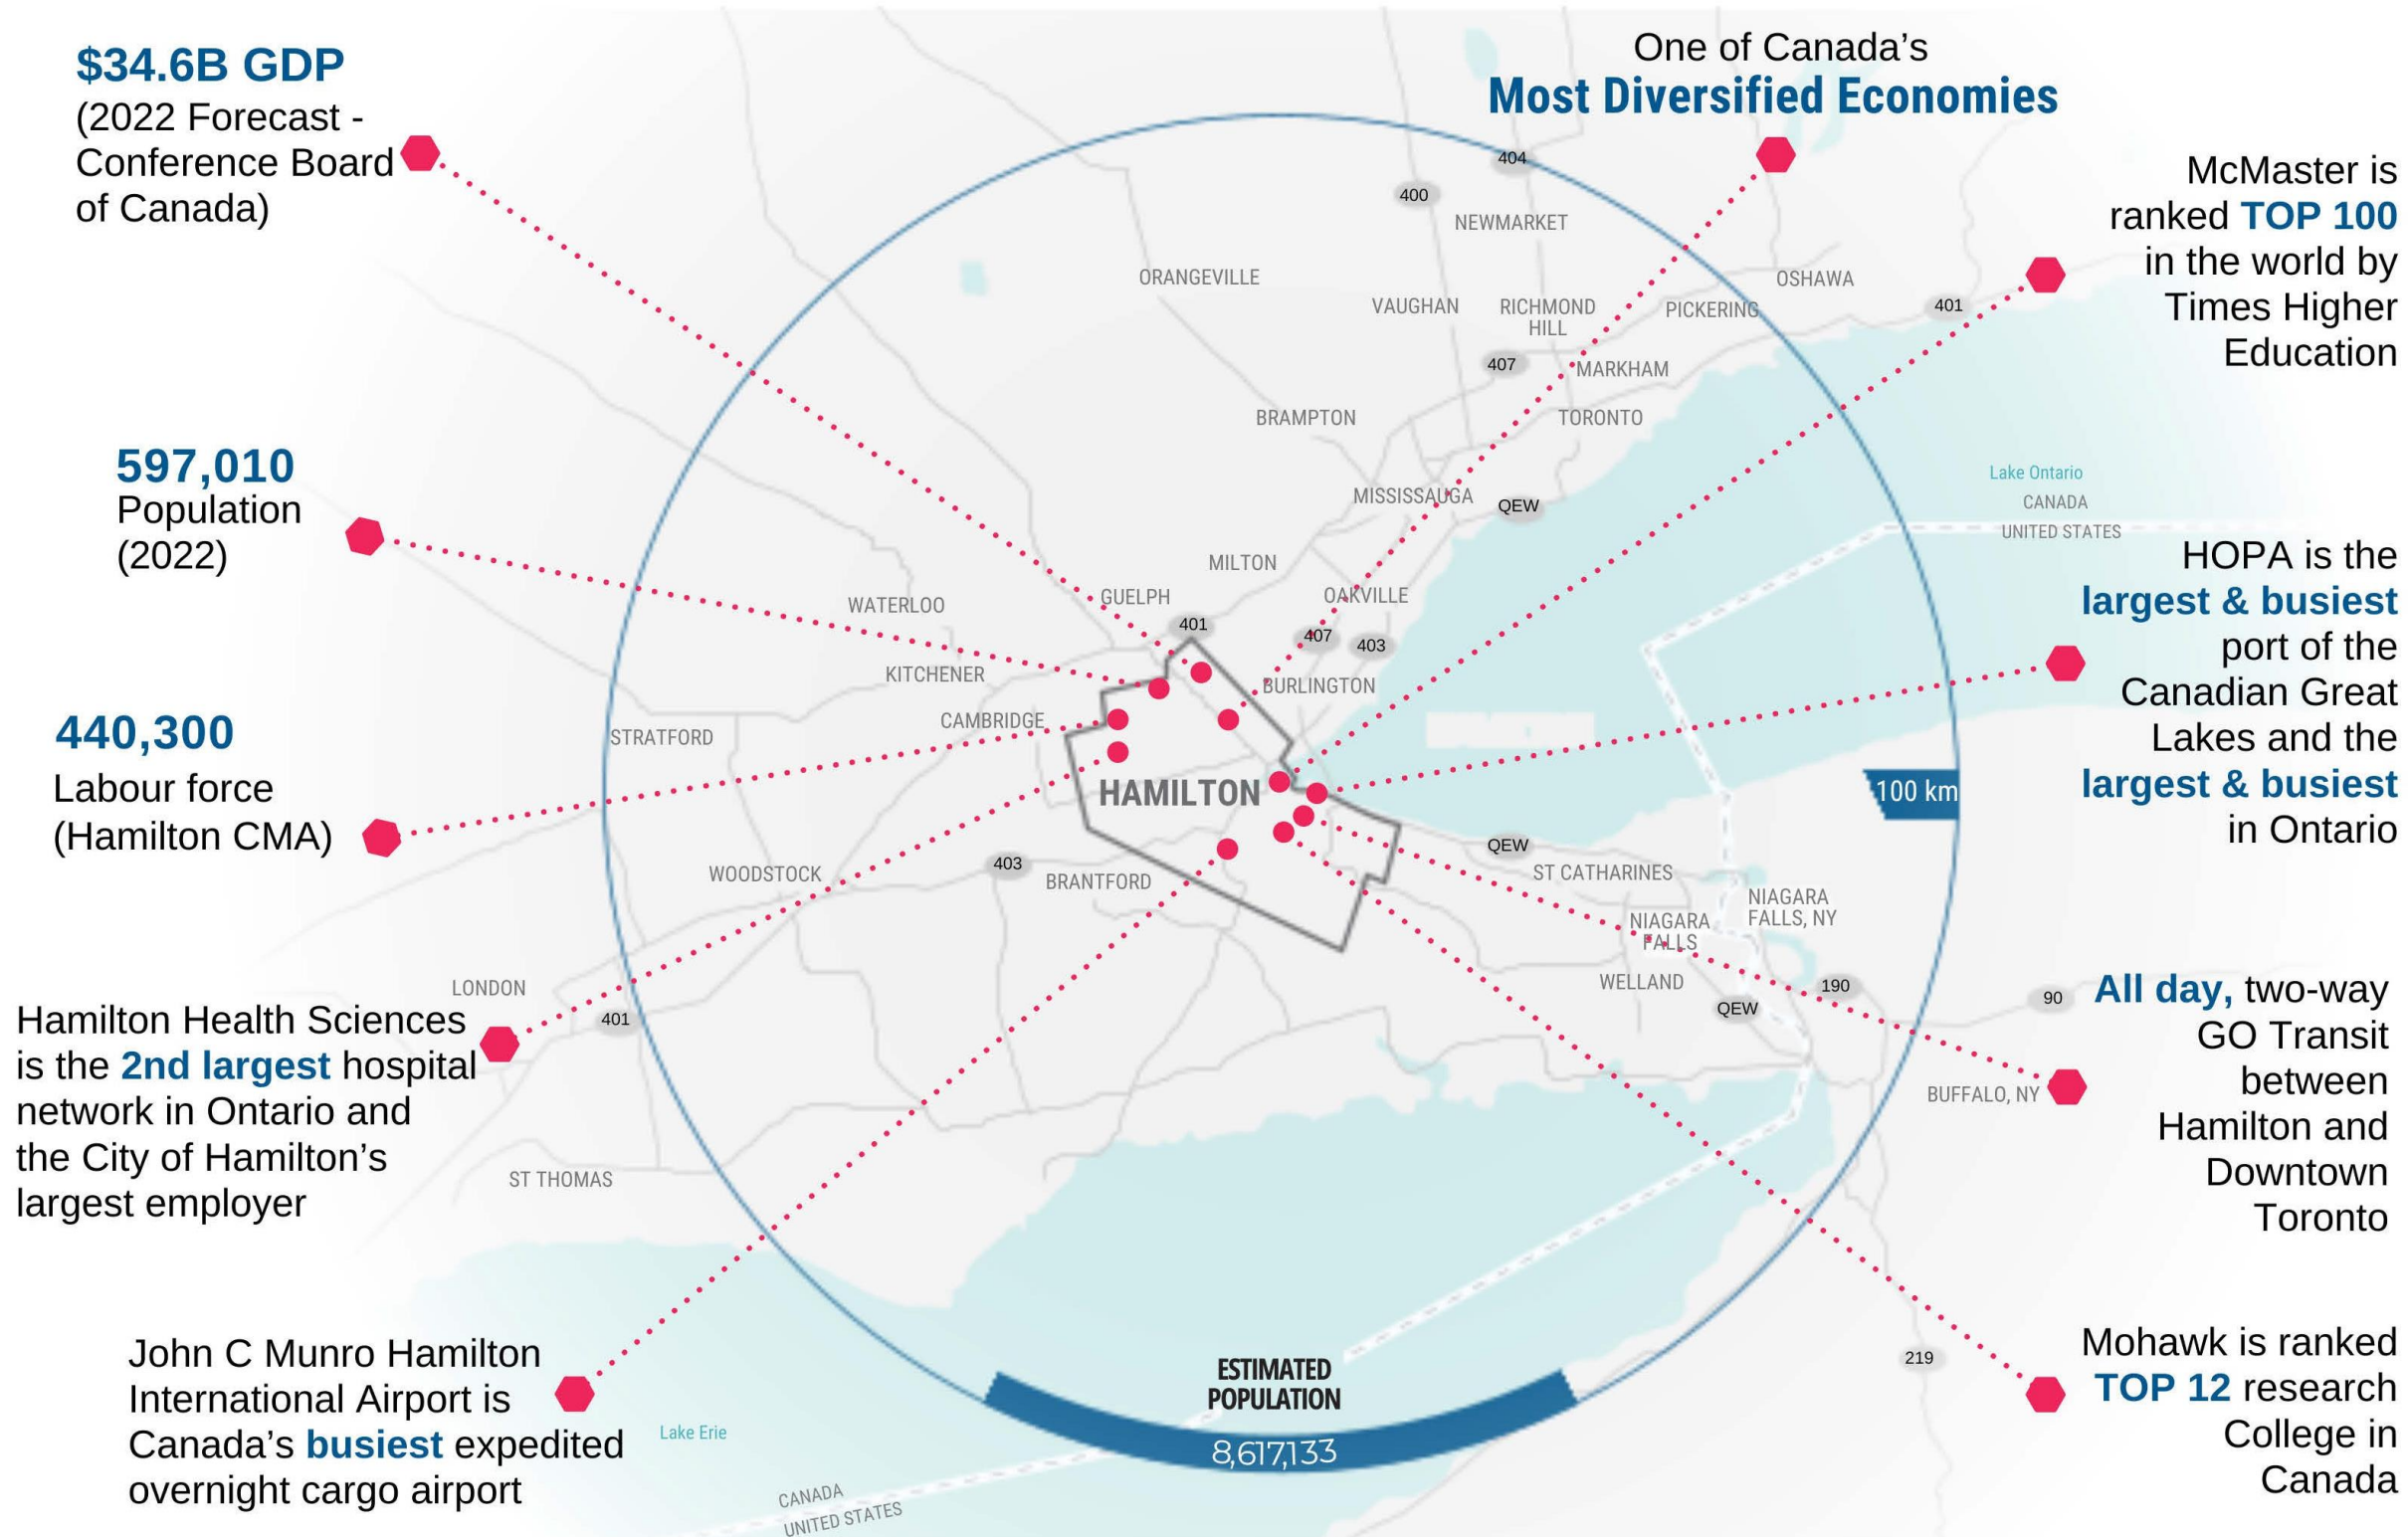 $34.6B GDP
(2022 Forecast -
Conference Board
of Canada)
One of Canada's
Most Diversified Economies
McMaster is
ranked TOP 100
in the world by
Times Higher
Education
597,010
Population
(2022)
HOPA is the
largest & busiest
port of the
Canadian Great
Lakes and the
largest & busiest
in Ontario
440,300
Labour force
(Hamilton CMA)
Hamilton Health Sciences
is the 2nd largest hospital
network in Ontario and
the City of Hamilton's
largest employer
All day, two-way
GO Transit
between
Hamilton and
Downtown
Toronto
John C Munro Hamilton
International Airport is
Canada's busiest expedited
overnight cargo airport
Mohawk is ranked
TOP 12 research
College in
Canada
404
400
NEWMARKET
ORANGEVILLE
OSHAWA
VAUGHAN
RICHMOND
HILL
PICKERING
401
407
MARKHAM
BRAMPTON
TORONTO
Lake Ontario
CANADA
UNITED STATES
MISSISSAUGA
QEW
MILTON
GUELPH
OAKVILLE
WATERLOO
401
407
403
KITCHENER
BURLINGTON
CAMBRIDGE
STRATFORD
HAMILTON
100 km
QEW
403
WOODSTOCK
BRANTFORD
ST CATHARINES
NIAGARA
FALLS, NY
NIAGARA
FALLS
WELLAND
190
90
QEW
LONDON
401
BUFFALO, NY
ST THOMAS
219
ESTIMATED
POPULATION
8,617,133
Lake Erie
CANADA
UNITED STATES